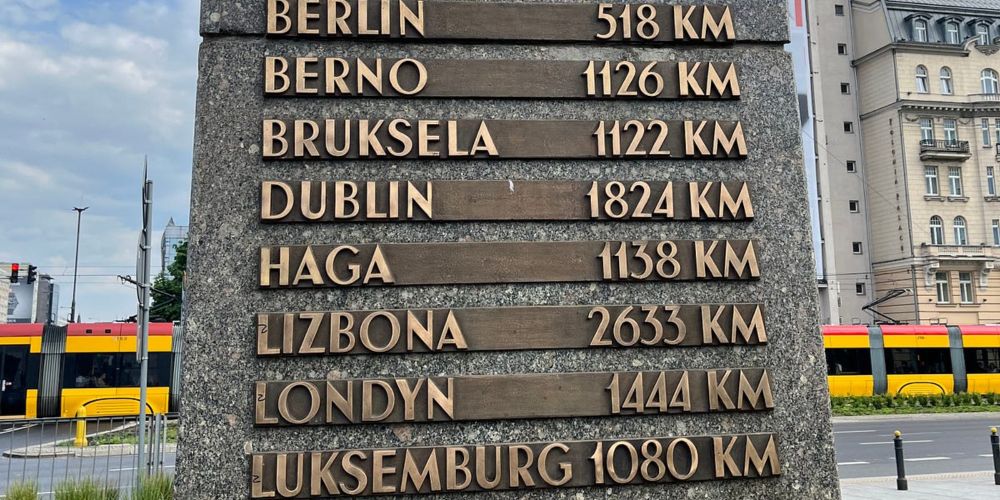 BERLIN 518 KM
BERNO 1126 KM
BRUKSELA 1122 KM
DUBLIN 1824 KM
HAGA 1138 KM
LIZBONA 2633 KM
LONDYN 1444 KM
LUKSEMBURG 1080 KM